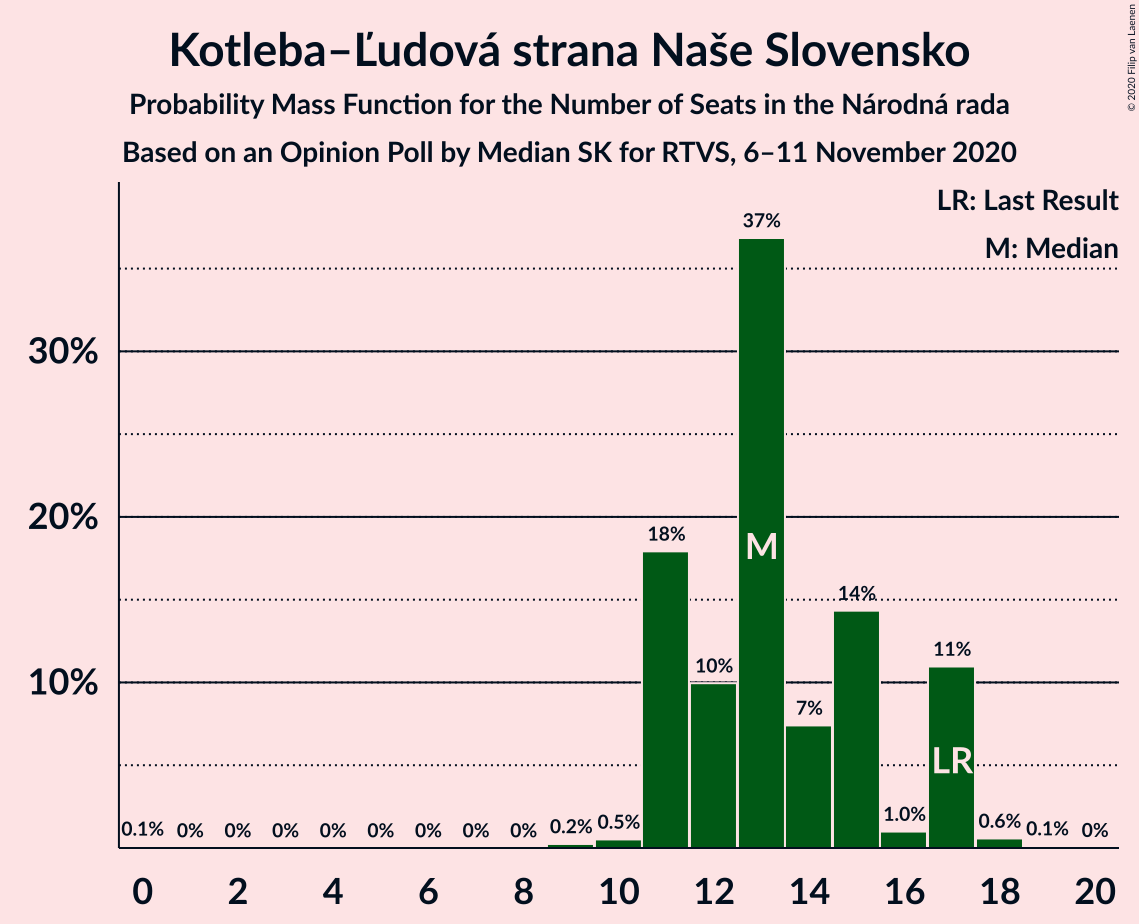 Kotleba–Ľudová strana Naše Slovensko
Probability Mass Function for the Number of Seats in the Národná rada
Based on an Opinion Poll by Median SK for RTVS, 6–11 November 2020
© 2020 Filip van Laenen
LR: Last Result
M: Median
37%
30%
20%
18%
M
14%
11%
10%
10%
7%
LR
0.1% 0% 0% 0% 0% 0% 0% 0% 0% 0.2% 0.5% 1.0% 0.6% 0.1% 0%
0 2 4 6 8 10 12 14 16 18 20